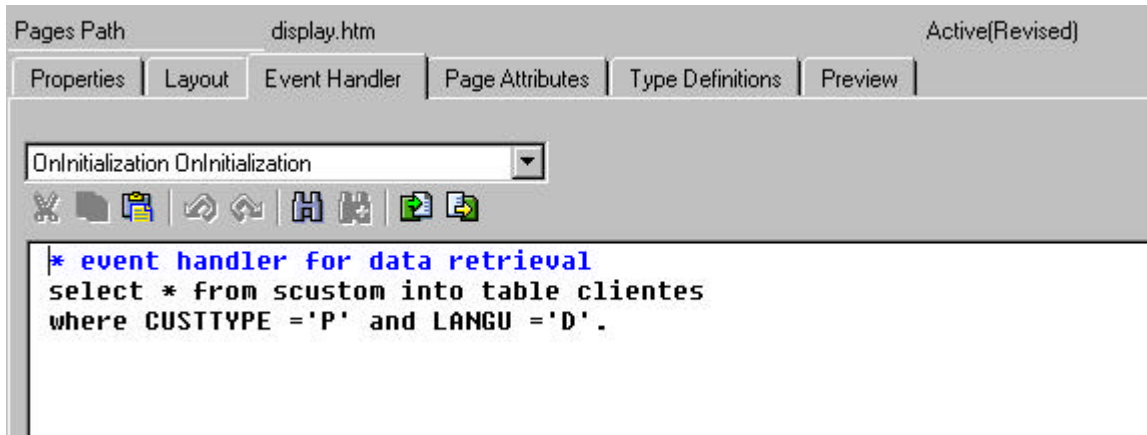 Pages Path display.htm Active(Revised)
Properties Layout Event Handler Page Attributes Type Definitions Preview
OnInitialization OnInitialization
* event handler for data retrieval
select * from scustom into table clientes
where CUSTTYPE ='P' and LANGU ='D'.